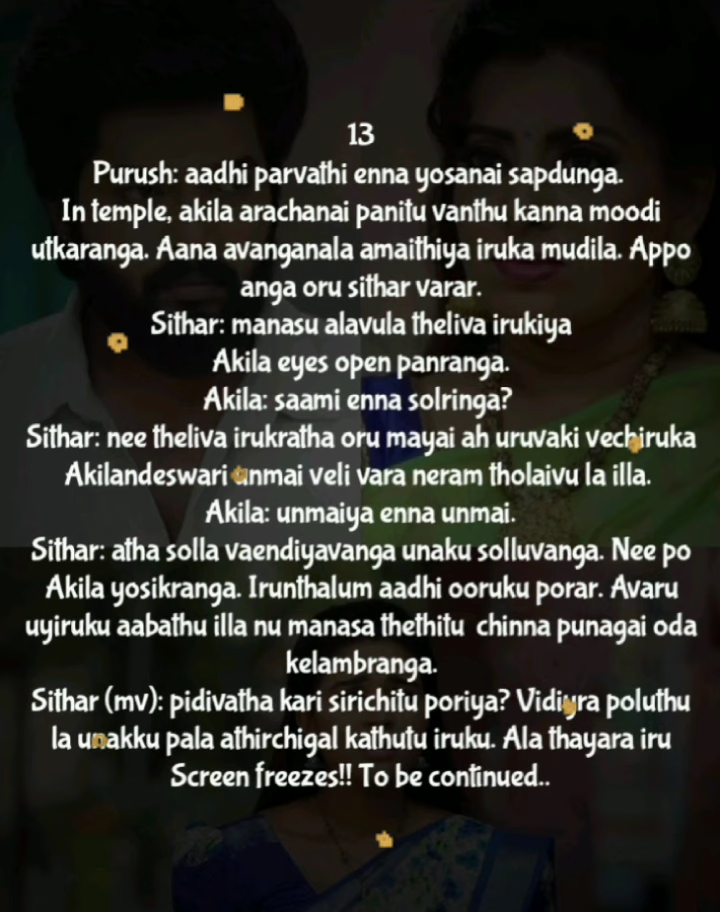 13
Purush: aadhi parvathi enna yosanai sapdunga.
In temple, akila arachanai panitu vanthu kanna moodi
utkaranga. Aana avanganala amaithiya iruka mudila. Appo
anga oru sithar varar.
Sithar: manasu alavula theliva irukiya
Akila eyes open panranga.
Akila: saami enna solringa?
Sithar: nee theliva irukratha oru mayai ah uruvaki vechiruka
Akilandeswari unmai veli vara neram tholaivu la illa.
Akila: unmaiya enna unmai.
Sithar: atha solla vaendiyavanga unaku solluvanga. Nee po
Akila yosikranga. Irunthalum aadhi ooruku porar. Avaru
uyiruku aabathu illa nu manasa thethitu chinna punagai oda
kelambranga.
Sithar (mv): pidivatha kari sirichitu poriya? Vidiyra poluthu
la unakku pala athirchigal kathutu iruku. Ala thayara iru
Screen freezes!! To be continued..